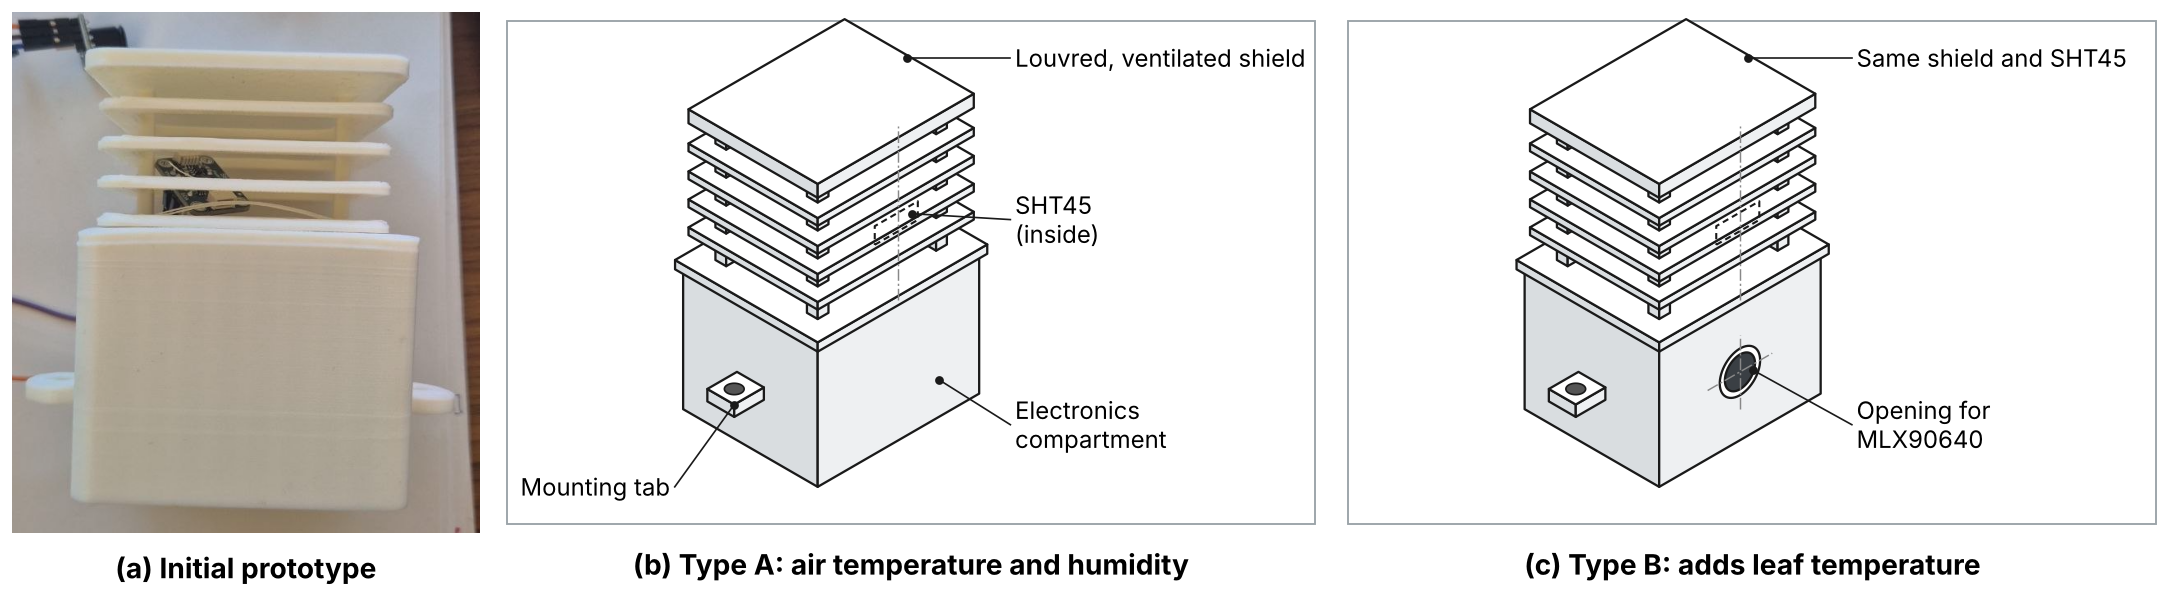 Louvred, ventilated shield
SHT45
(inside)
Electronics
compartment
Mounting tab
Same shield and SHT45
Opening for
MLX90640
(a) Initial prototype
(b) Type A: air temperature and humidity
(c) Type B: adds leaf temperature